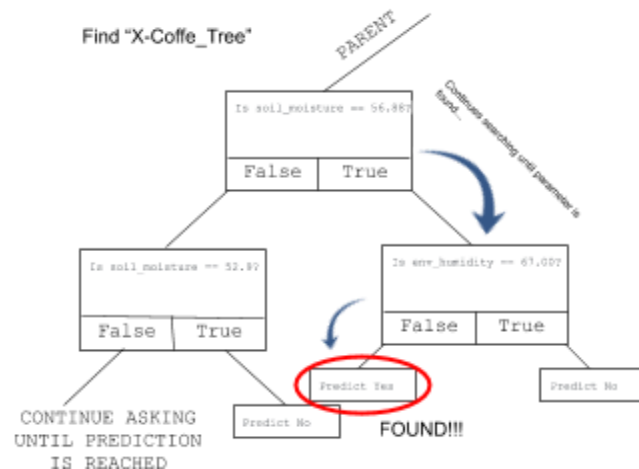 Find “X-Coffe_Tree”
PARENT
Continues searching until parameter is
found...
Is soil_moisture == 56.88?
False True
Is soil_moisture == 52.8?
False True
Is env_humidity == 67.00?
False True
Predict Yes
Predict No
Predict No
FOUND!!!
CONTINUE ASKING
UNTIL PREDICTION
IS REACHED